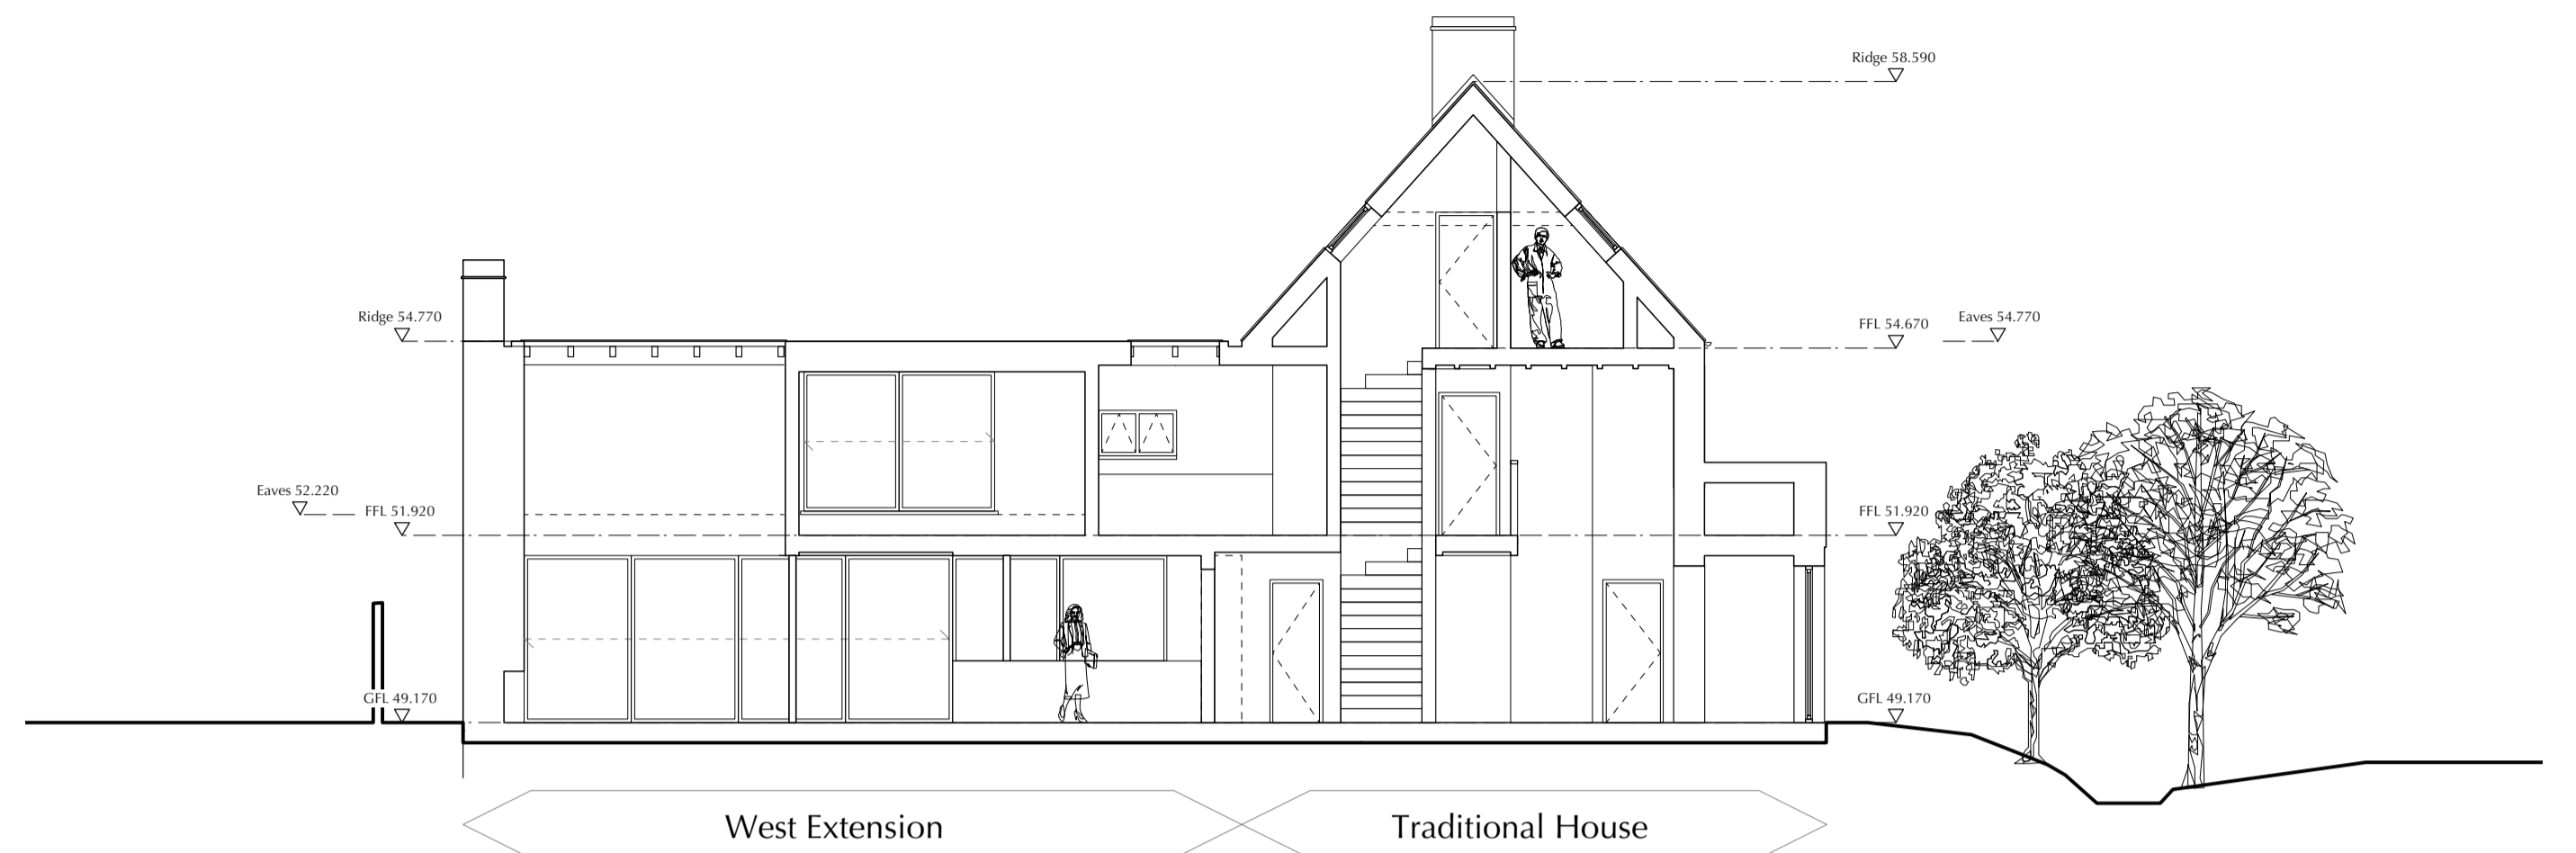 Ridge 58.590
Ridge 54.770
FFL 54.670
Eaves 54.770
Eaves 52.220
FFL 51.920
FFL 51.920
GFL 49.170
GFL 49.170
West Extension
Traditional House